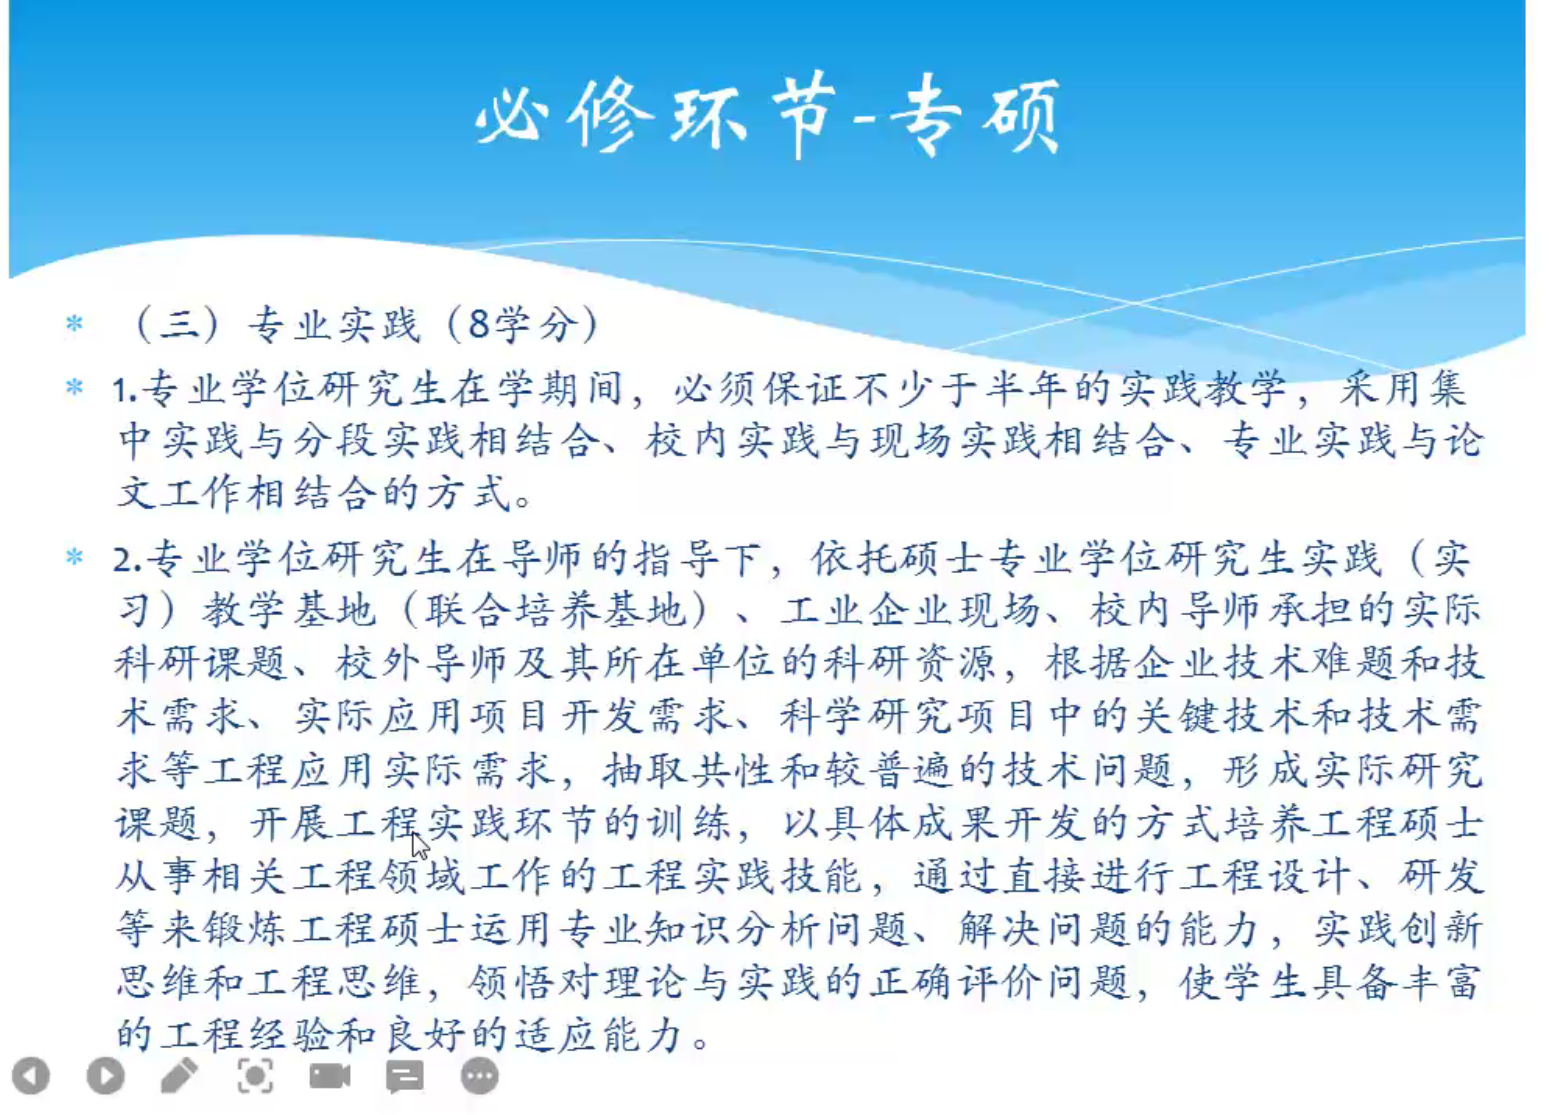 必修环节-专硕
（三）专业实践（8学分）
1.专业学位研究生在学期间，必须保证不少于半年的实践教学，采用集
中实践与分段实践相结合、校内实践与现场实践相结合、专业实践与论
文工作相结合的方式。
2.专业学位研究生在导师的指导下，依托硕士专业学位研究生实践（实
习）教学基地（联合培养基地）、工业企业现场、校内导师承担的实际
科研课题、校外导师及其所在单位的科研资源，根据企业技术难题和技
术需求、实际应用项目开发需求、科学研究项目中的关键技术和技术需
求等工程应用实际需求，抽取共性和较普遍的技术问题，形成实际研究
课题，开展工程实践环节的训练，以具体成果开发的方式培养工程硕士
从事相关工程领域工作的工程实践技能，通过直接进行工程设计、研发
等来锻炼工程硕士运用专业知识分析问题、解决问题的能力，实践创新
思维和工程思维，领悟对理论与实践的正确评价问题，使学生具备丰富
的工程经验和良好的适应能力。